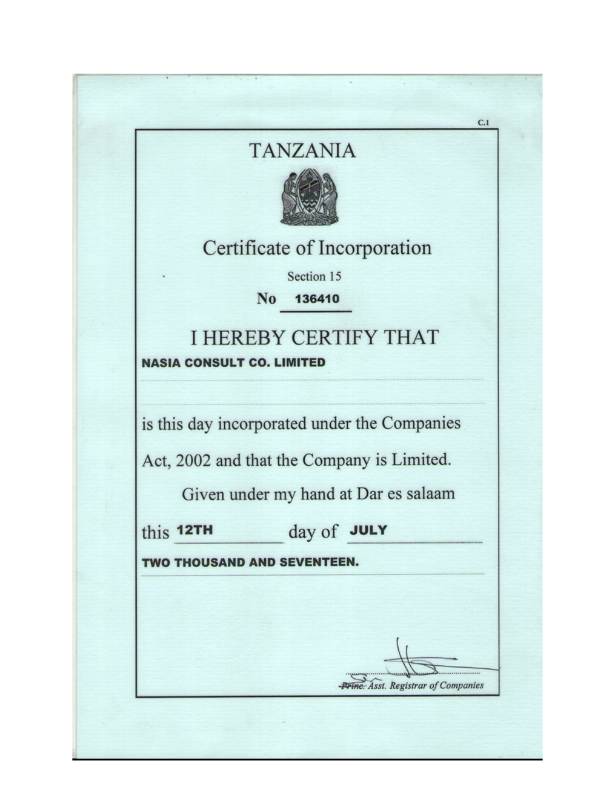 C.1
TANZANIA
Certificate of Incorporation
Section 15
No 136410
I HEREBY CERTIFY THAT
NASIA CONSULT CO. LIMITED
is this day incorporated under the Companies
Act, 2002 and that the Company is Limited.
Given under my hand at Dar es salaam
this 12TH day of JULY
TWO THOUSAND AND SEVENTEEN.
Princ. Asst. Registrar of Companies